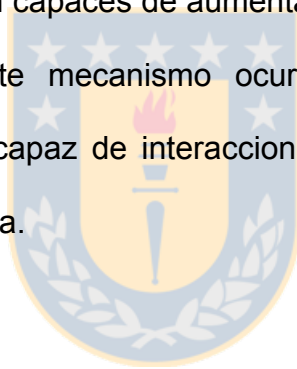 capaces de aumenta
te mecanismo ocur
capaz de interaccion
a.